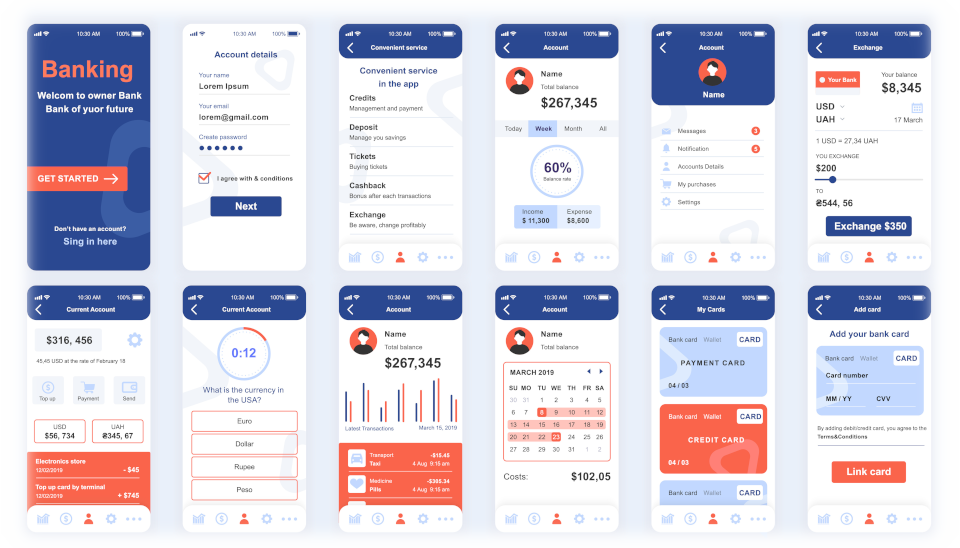 10:30 AM 100%
Banking
Welcom to owner Bank
Bank of yuor future
GET STARTED
Don't have an account?
Sing in here
10:30 AM 100%
Account details
Your name
Lorem Ipsum
Your email
lorem@gmail.com
Create password
I agree with & conditions
Next
10:30 AM 100%
Convenient service
Convenient service
in the app
Credits
Management and payment
Deposit
Manage you savings
Tickets
Buying tickets
Cashback
Bonus after each transactions
Exchange
Be aware, change profitably
10:30 AM 100%
Account
Name
Total balance
$267,345
Today Week Month All
60%
Balance rate
Income Expense
$ 11,300 $8,600
10:30 AM 100%
Account
Name
Messages 3
Notification 5
Accounts Details
My purchases
Settings
10:30 AM 100%
Exchange
Your Bank
Your balance
$8,345
USD
UAH 17 March
1 USD = 27,34 UAH
YOU EXCHANGE
$200
TO
₴544, 56
Exchange $350
10:30 AM 100%
Current Account
$316, 456
45,45 USD at the rate of February 18
Top up Payment Send
USD UAH
$56, 734 ₴345, 67
Electronics store
12/02/2019 - $45
Top up card by terminal
12/02/2019 + $745
10:30 AM 100%
Current Account
0:12
What is the currency in
the USA?
Euro
Dollar
Rupee
Peso
10:30 AM 100%
Account
Name
Total balance
$267,345
Latest Transactions March 15, 2019
Transport -$15.45
Taxi 4 Aug 9:15 am
Medicine -$395.34
Pills 4 Aug 9:15 am
10:30 AM 100%
Account
Name
Total balance
MARCH 2019
SU MO TU WE TH FR SA
28 29 30 31 1 2 3
6 7 8 9 10 11 12
13 14 15 16 17 18 19
20 21 22 23 24 25 26
27 28 29 30 31 1 2
Costs: $102,05
10:30 AM 100%
My Cards
Bank card Wallet CARD
PAYMENT CARD
04 / 03
Bank card Wallet CARD
CREDIT CARD
04 / 03
Bank card Wallet CARD
10:30 AM 100%
Add card
Add your bank card
Bank card Wallet CARD
Card number
MM / YY CVV
By adding debit/credit card, you agree to the
Terms&Conditions
Link card